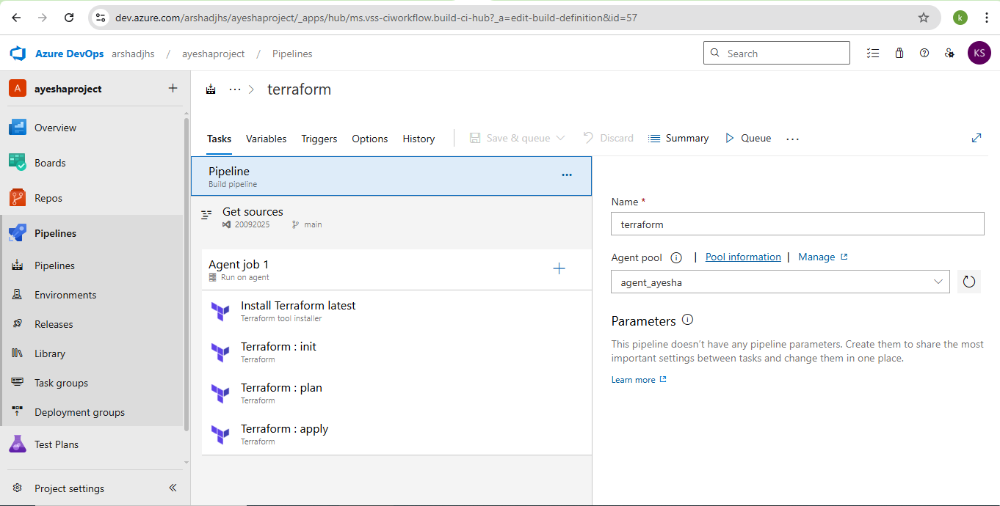 dev.azure.com/arshadjhs/ayeshaproject/_apps/hub/ms.vss-ciworkflow.build-ci-hub?_a=edit-build-definition&id=57
k
Azure DevOps arshadjhs / ayeshaproject / Pipelines
Search
KS
A ayeshaproject
Overview
Boards
Repos
Pipelines
Pipelines
Environments
Releases
Library
Task groups
Deployment groups
Test Plans
Project settings
··· > terraform
Tasks Variables Triggers Options History Save & queue Discard Summary Queue ...
Pipeline
Build pipeline
Get sources
20092025 main
Agent job 1
Run on agent
Install Terraform latest
Terraform tool installer
Terraform : init
Terraform
Terraform : plan
Terraform
Terraform : apply
Terraform
Name *
terraform
Agent pool | Pool information | Manage
agent_ayesha
Parameters
This pipeline doesn't have any pipeline parameters. Create them to share the most
important settings between tasks and change them in one place.
Learn more